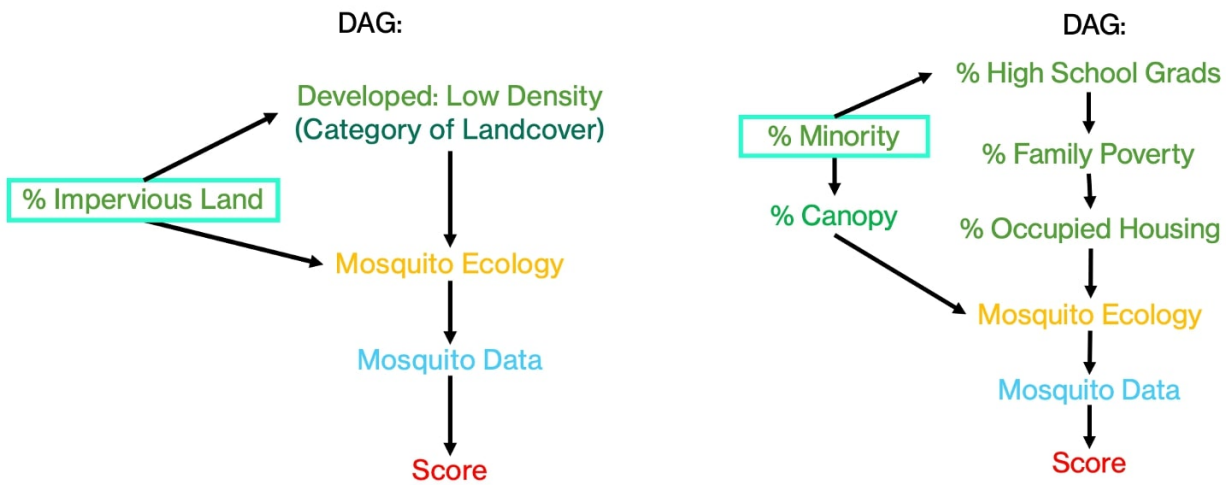 DAG:
Developed: Low Density
(Category of Landcover)
% Impervious Land
Mosquito Ecology
Mosquito Data
Score
DAG:
% High School Grads
% Minority
% Family Poverty
% Canopy
% Occupied Housing
Mosquito Ecology
Mosquito Data
Score